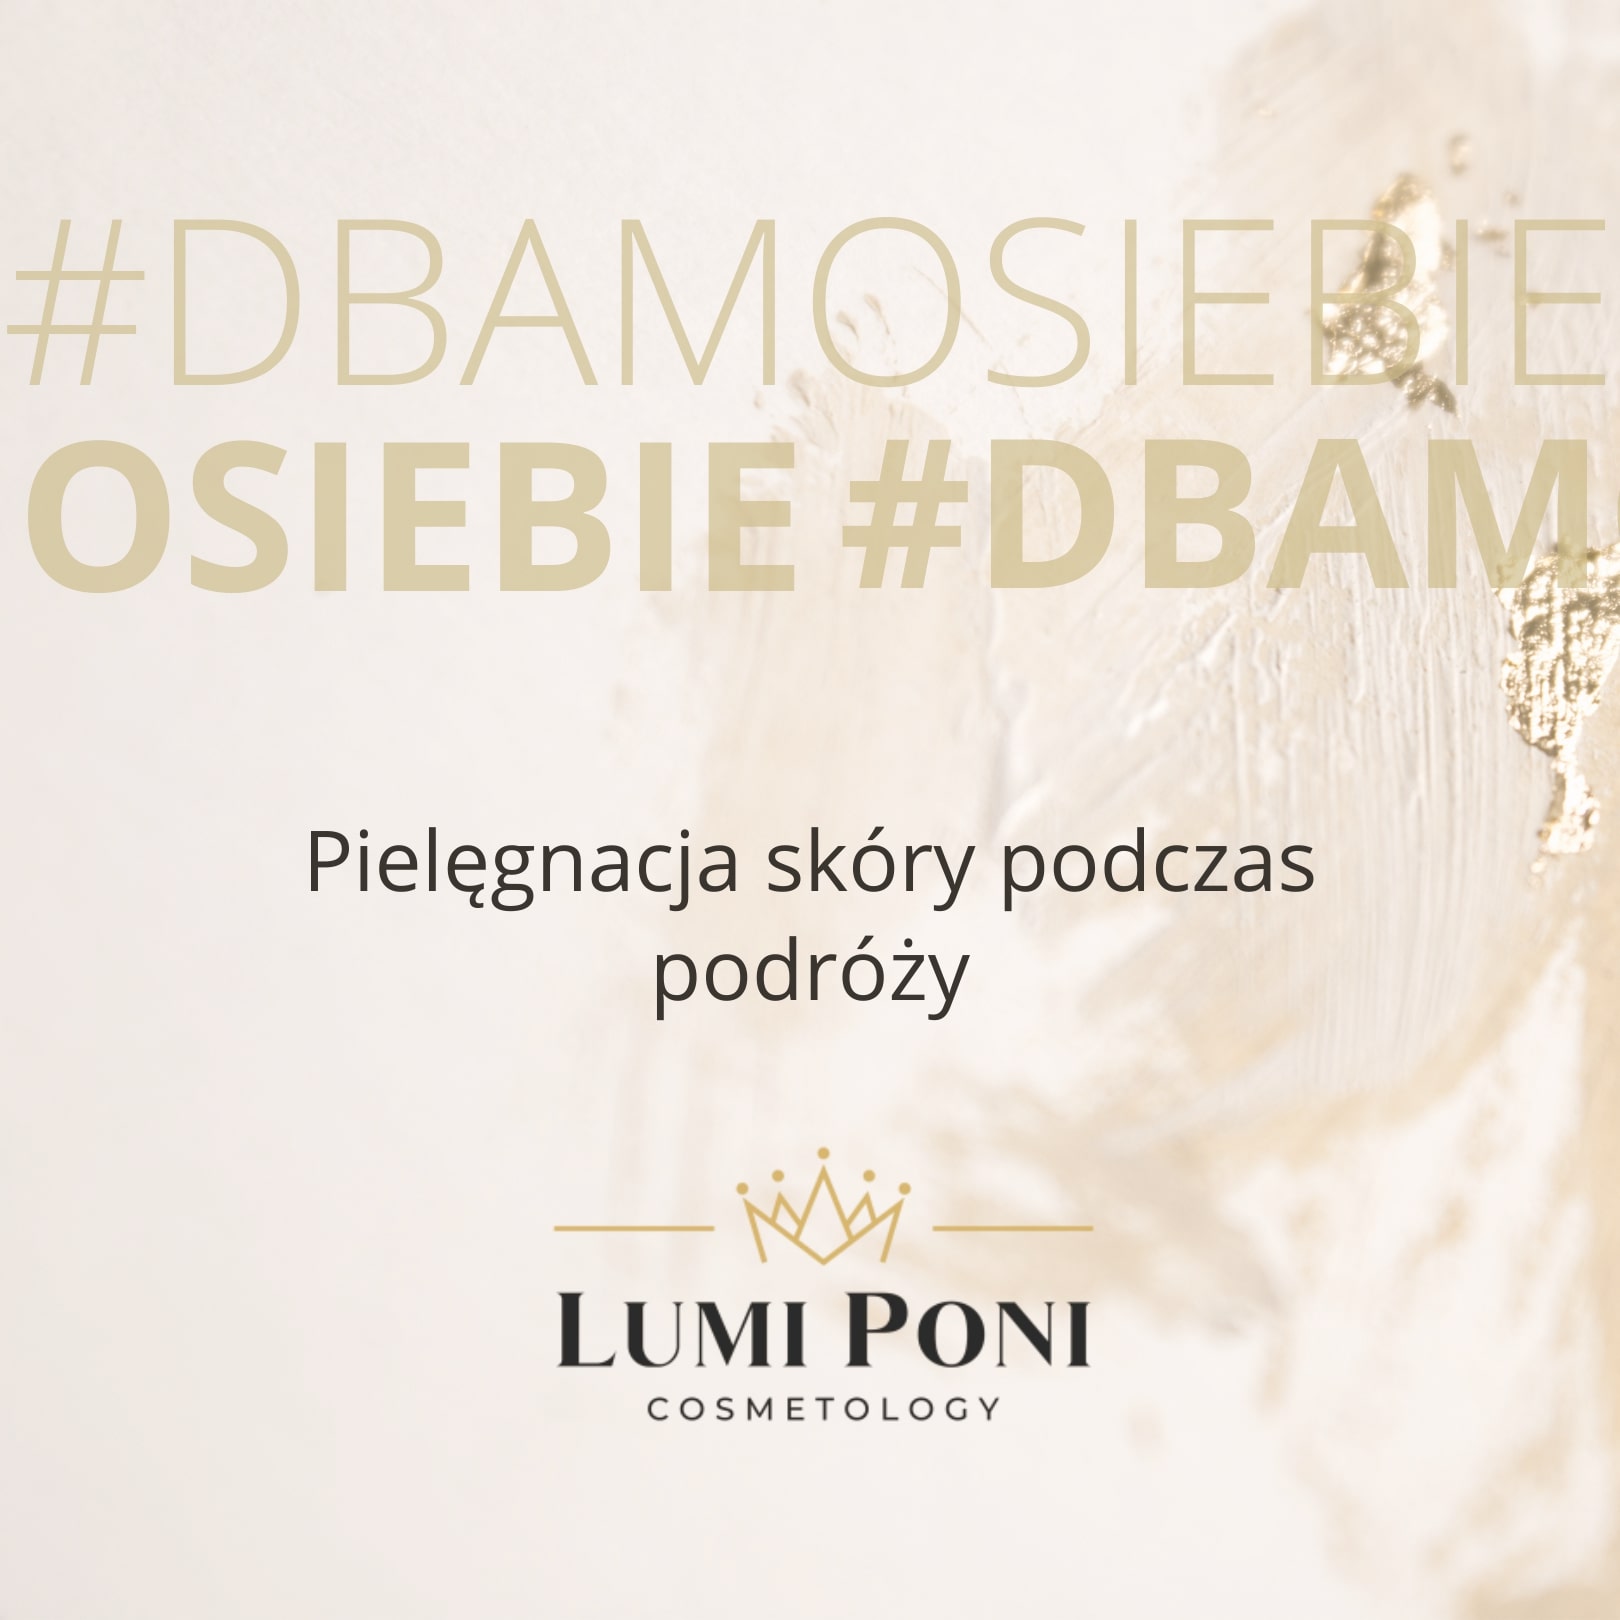 #DBAMOSIEBIE
OSIEBIE #DBAM
Pielęgnacja skóry podczas
podróży
LUMI PONI
COSMETOLOGY